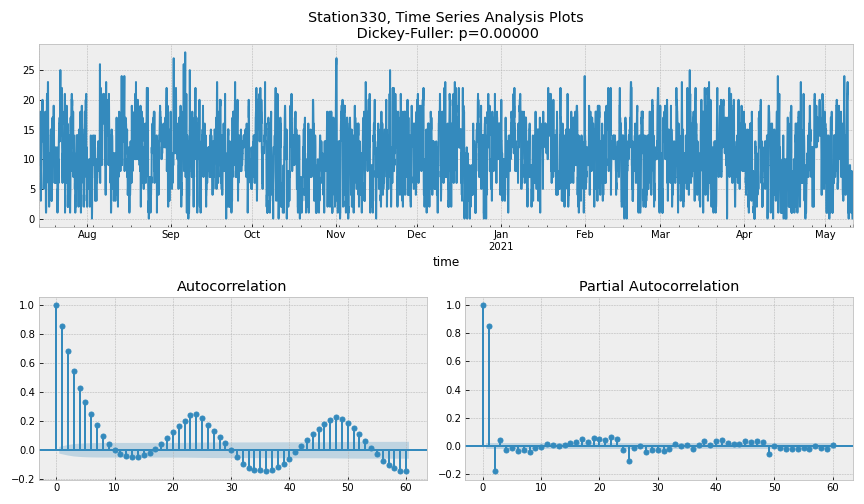 Station330, Time Series Analysis Plots
Dickey-Fuller: p=0.00000
25
20
15
10
5
0
Aug Sep Oct Nov Dec Jan Feb Mar Apr May
2021
time
Autocorrelation
1.0
0.8
0.6
0.4
0.2
0.0
−0.2
0 10 20 30 40 50 60
Partial Autocorrelation
1.0
0.8
0.6
0.4
0.2
0.0
−0.2
0 10 20 30 40 50 60